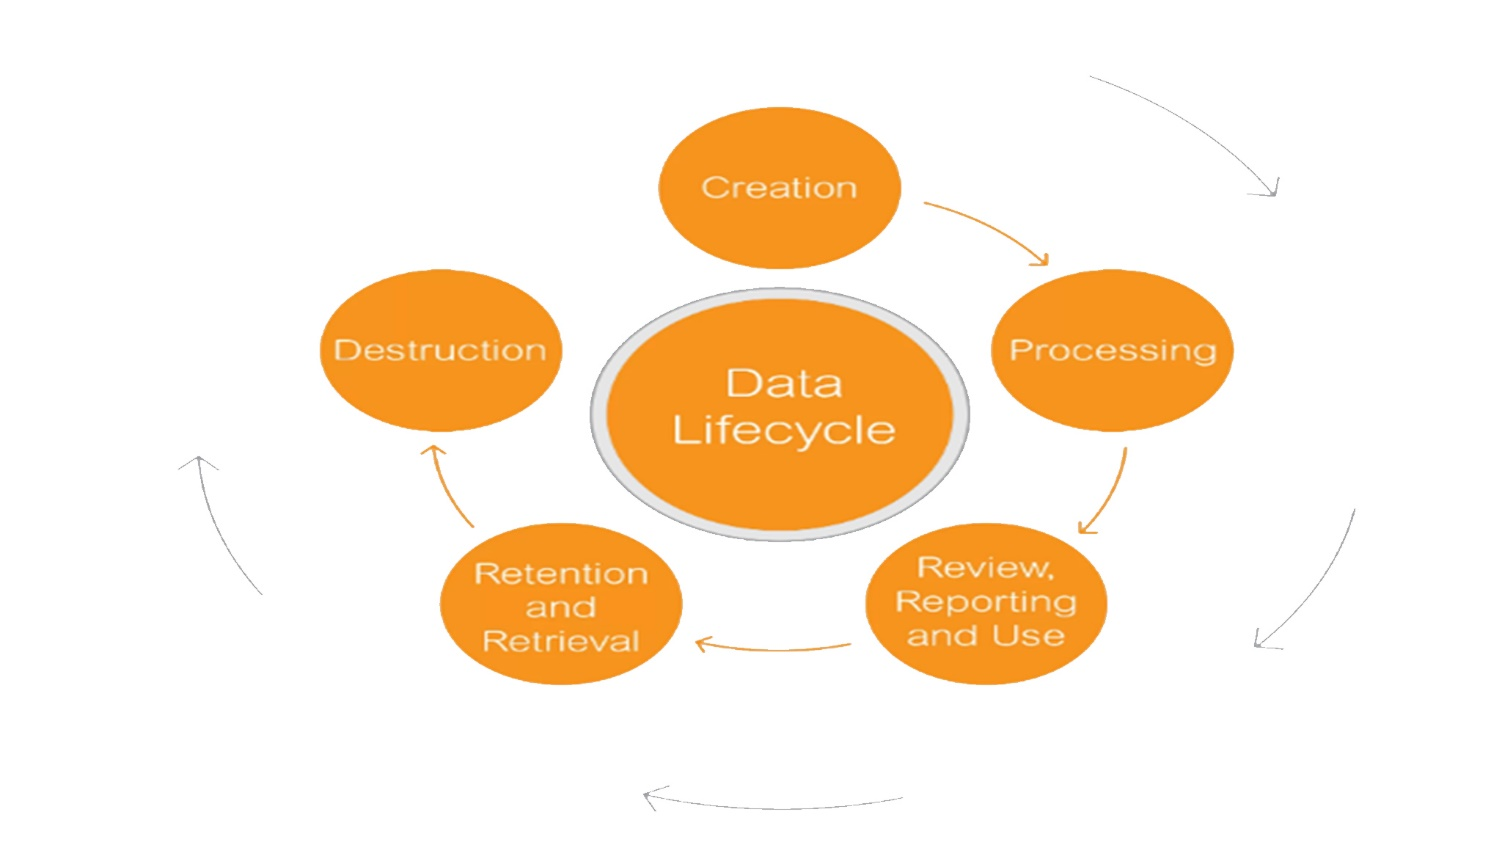 Creation
Processing
Review,
Reporting
and Use
Retention
and
Retrieval
Destruction
Data
Lifecycle